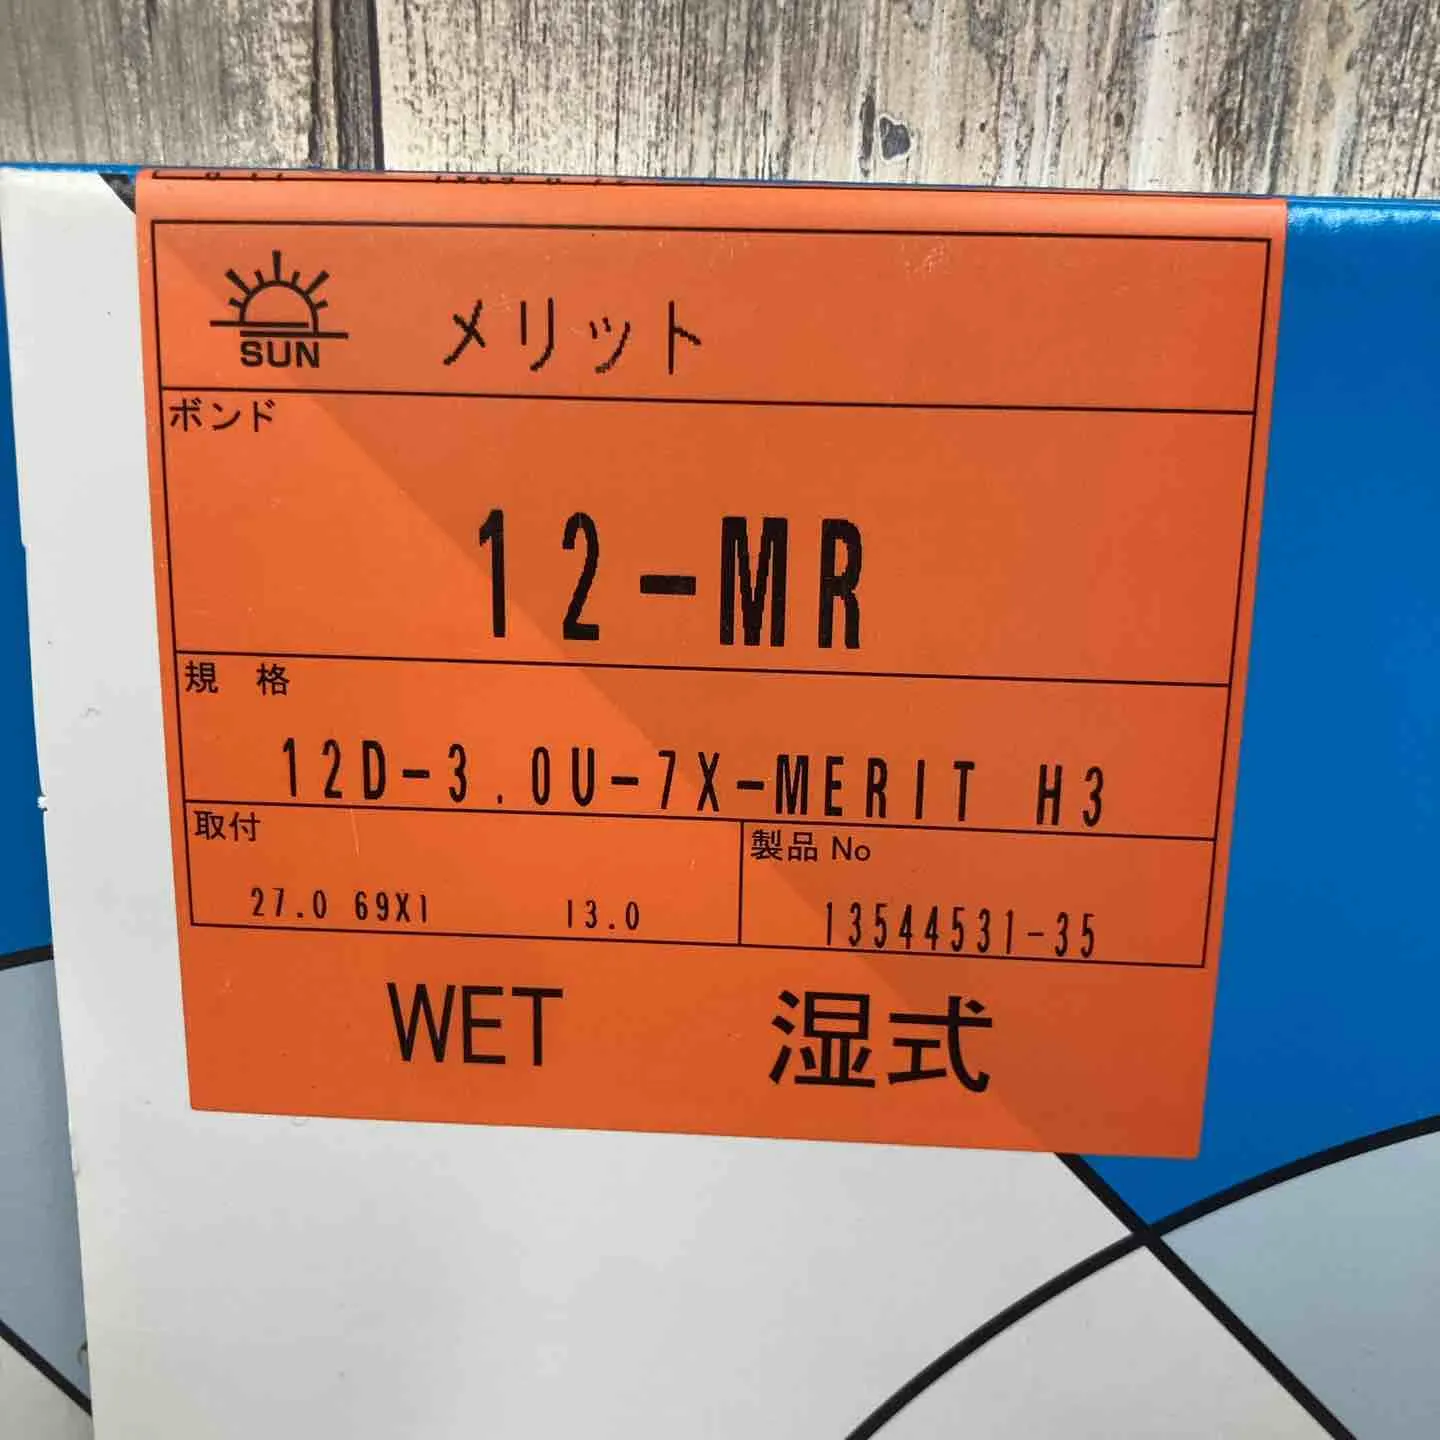 SUN メリット
ボンド
12-MR
規 格
12D-3.0U-7X-MERIT H3
取付
27.0 69X1 13.0
製品 No
13544531-35
WET 湿式